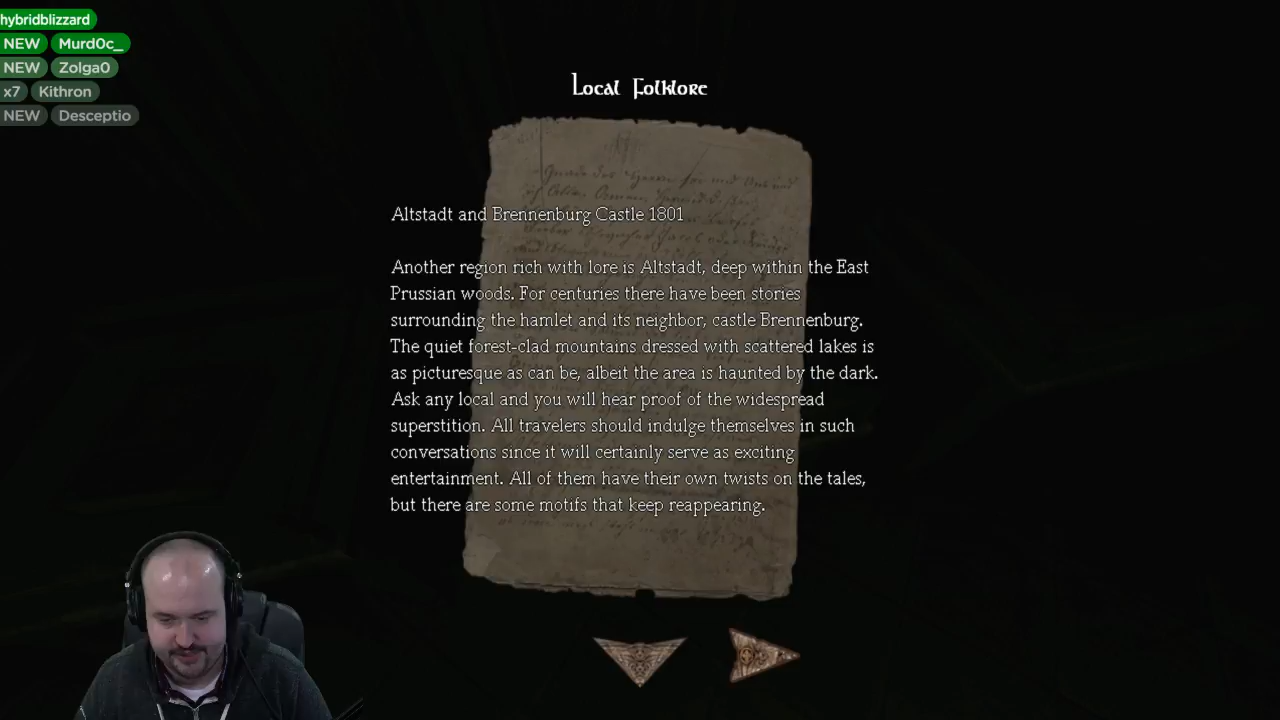 hybridblizzard
NEW Murd0c_
NEW Zolga0
x7 Kithron
NEW Desceptio
Local Folklore
Altstadt and Brennenburg Castle 1801
Another region rich with lore is Altstadt, deep within the East
Prussian woods. For centuries there have been stories
surrounding the hamlet and its neighbor, castle Brennenburg.
The quiet forest-clad mountains dressed with scattered lakes is
as picturesque as can be, albeit the area is haunted by the dark.
Ask any local and you will hear proof of the widespread
superstition. All travelers should indulge themselves in such
conversations since it will certainly serve as exciting
entertainment. All of them have their own twists on the tales,
but there are some motifs that keep reappearing.